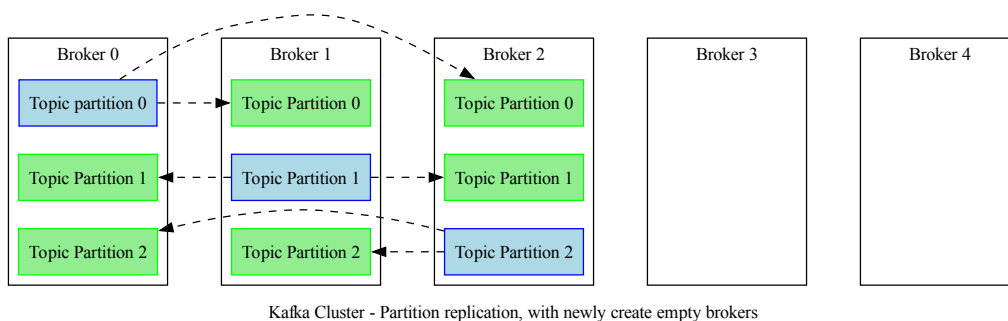 Broker 0
Topic partition 0
Topic Partition 1
Topic Partition 2
Broker 1
Topic Partition 0
Topic Partition 1
Topic Partition 2
Broker 2
Topic Partition 0
Topic Partition 1
Topic Partition 2
Broker 3
Broker 4
Kafka Cluster - Partition replication, with newly create empty brokers